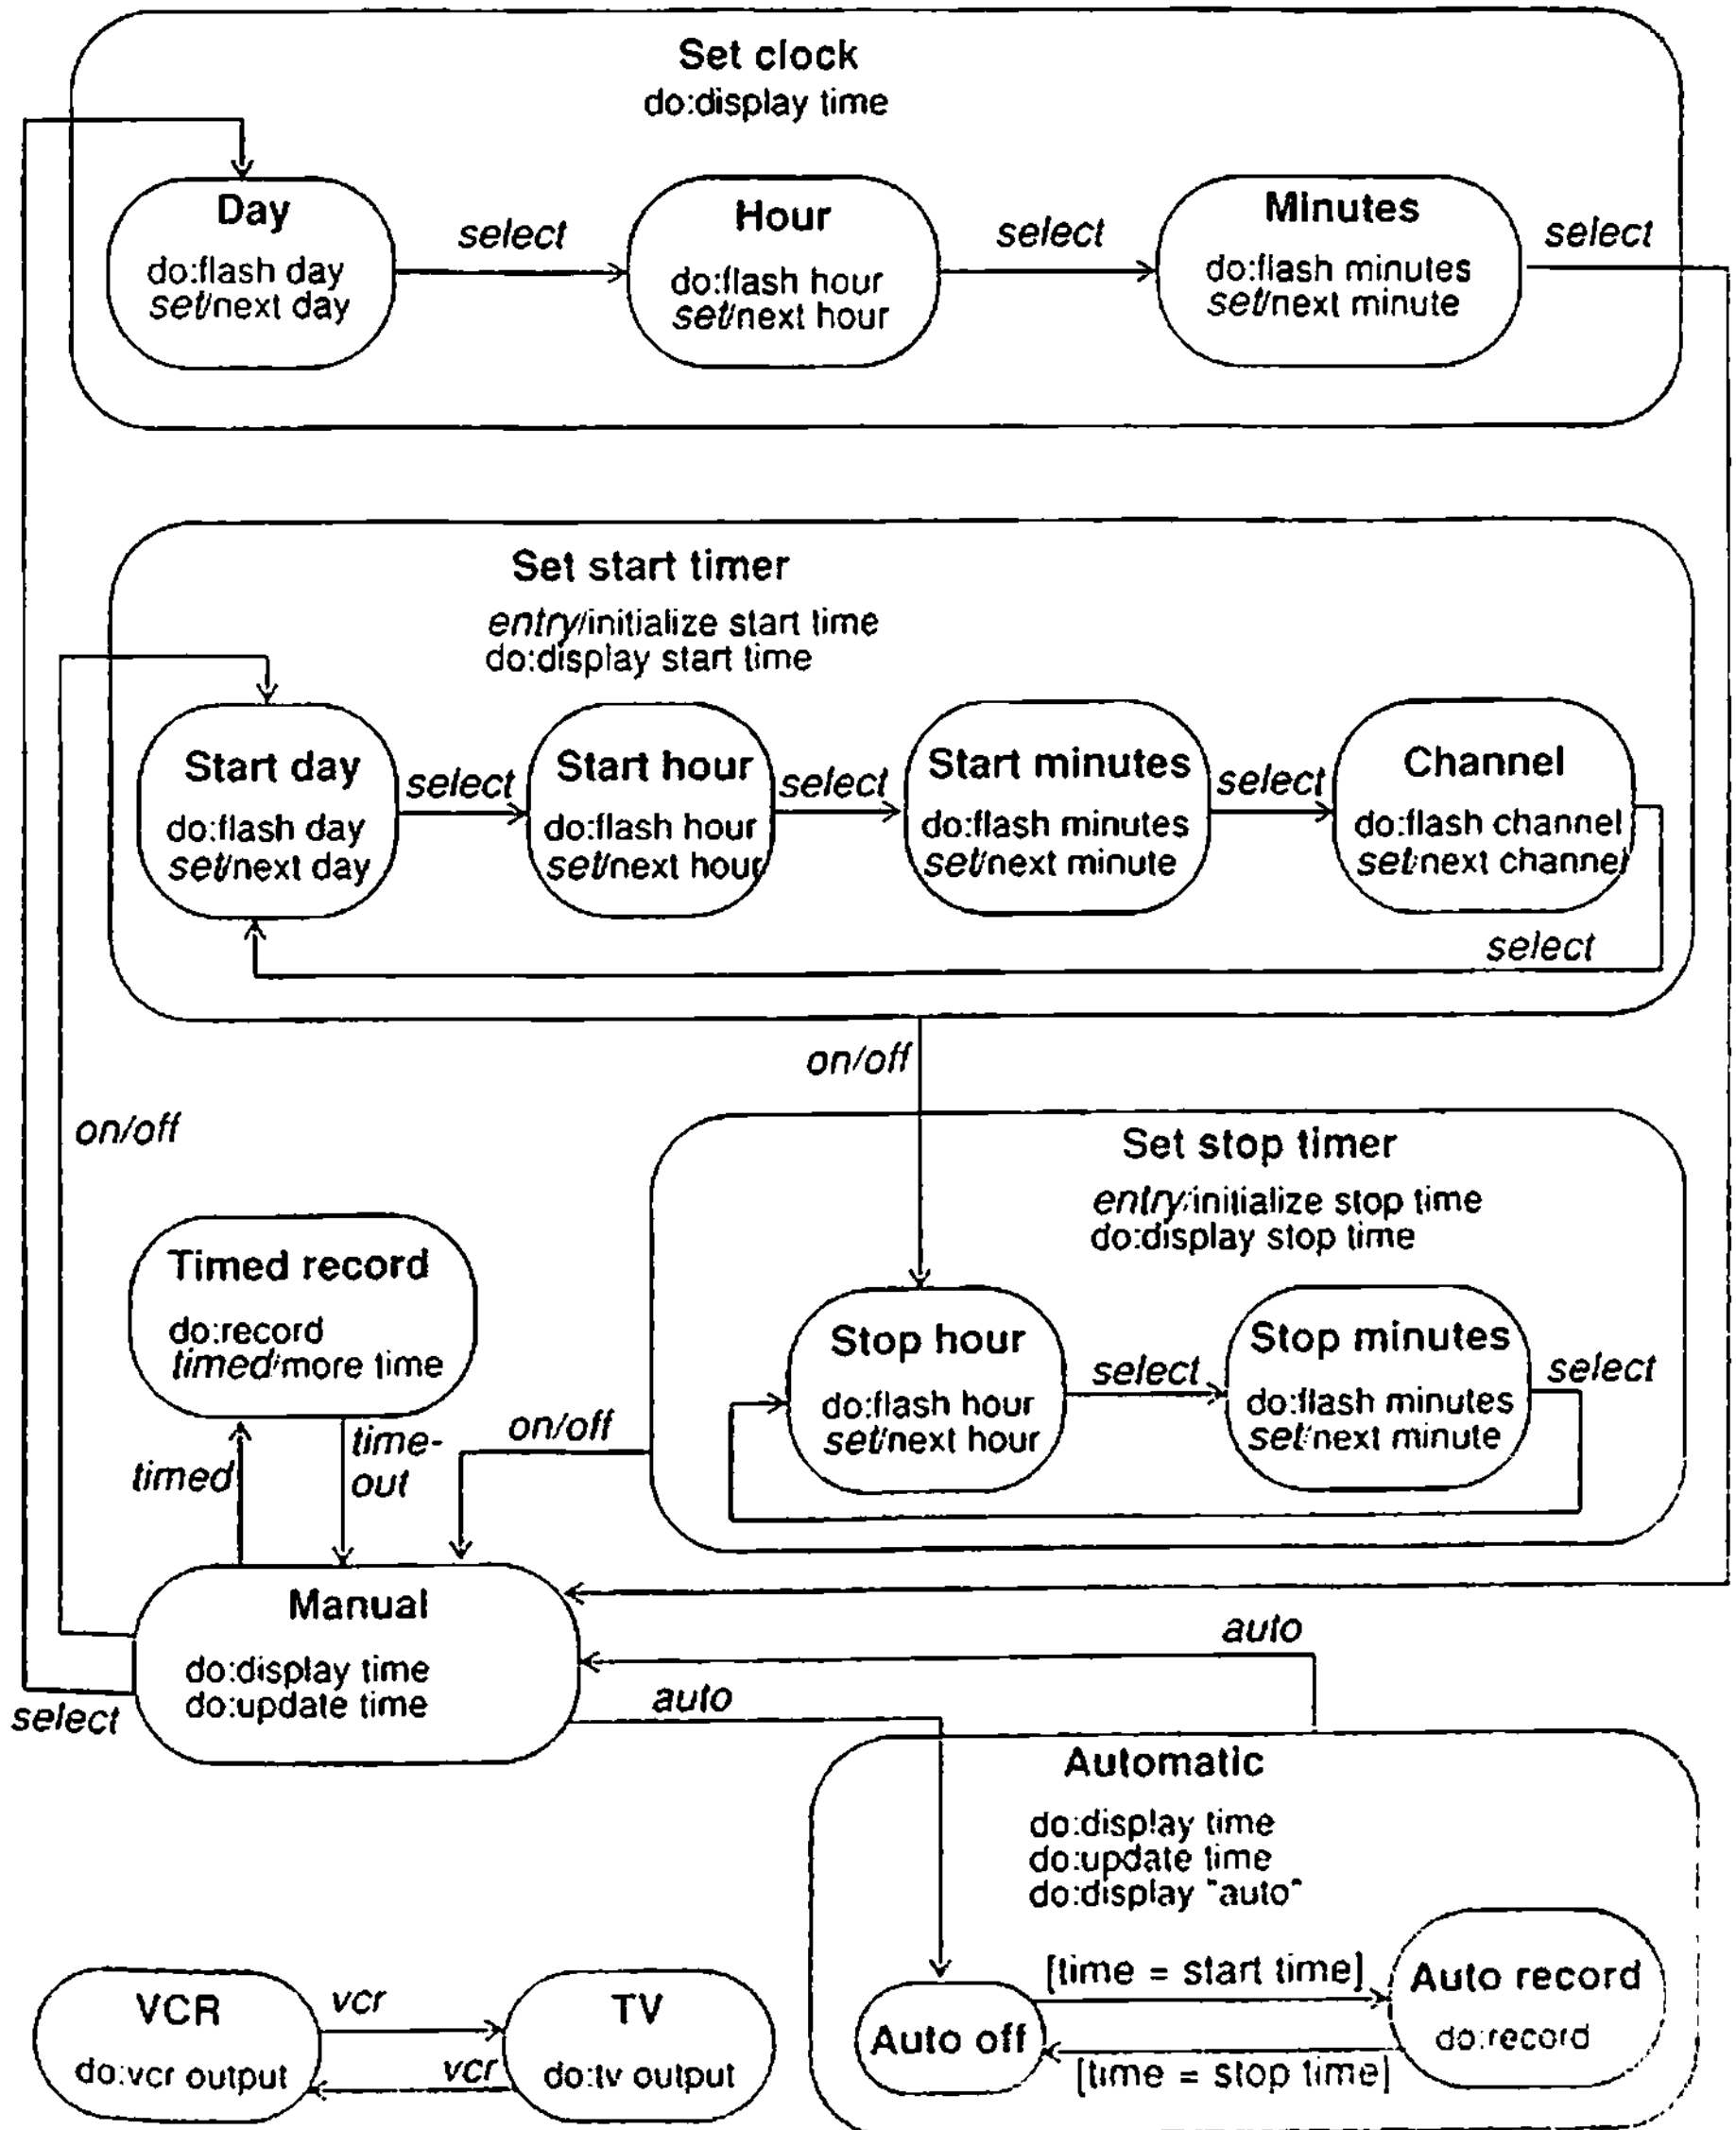 Set clock
do:display time
Day
do:flash day
set/next day
select
Hour
do:flash hour
set/next hour
select
Minutes
do:flash minutes
set/next minute
select
Set start timer
entry/initialize start time
do:display start time
Start day
do:flash day
set/next day
select
Start hour
do:flash hour
set/next hour
select
Start minutes
do:flash minutes
set/next minute
select
Channel
do:flash channel
set/next channel
select
on/off
on/off
Set stop timer
entry/initialize stop time
do:display stop time
Timed record
do:record
timed/more time
Stop hour
do:flash hour
set/next hour
select
Stop minutes
do:flash minutes
set/next minute
select
on/off
timed
time-
out
Manual
do:display time
do:update time
select
auto
auto
Automatic
do:display time
do:update time
do:display "auto"
VCR
do:vcr output
vcr
vcr
TV
do:tv output
Auto off
[time = start time]
[time = stop time]
Auto record
do:record